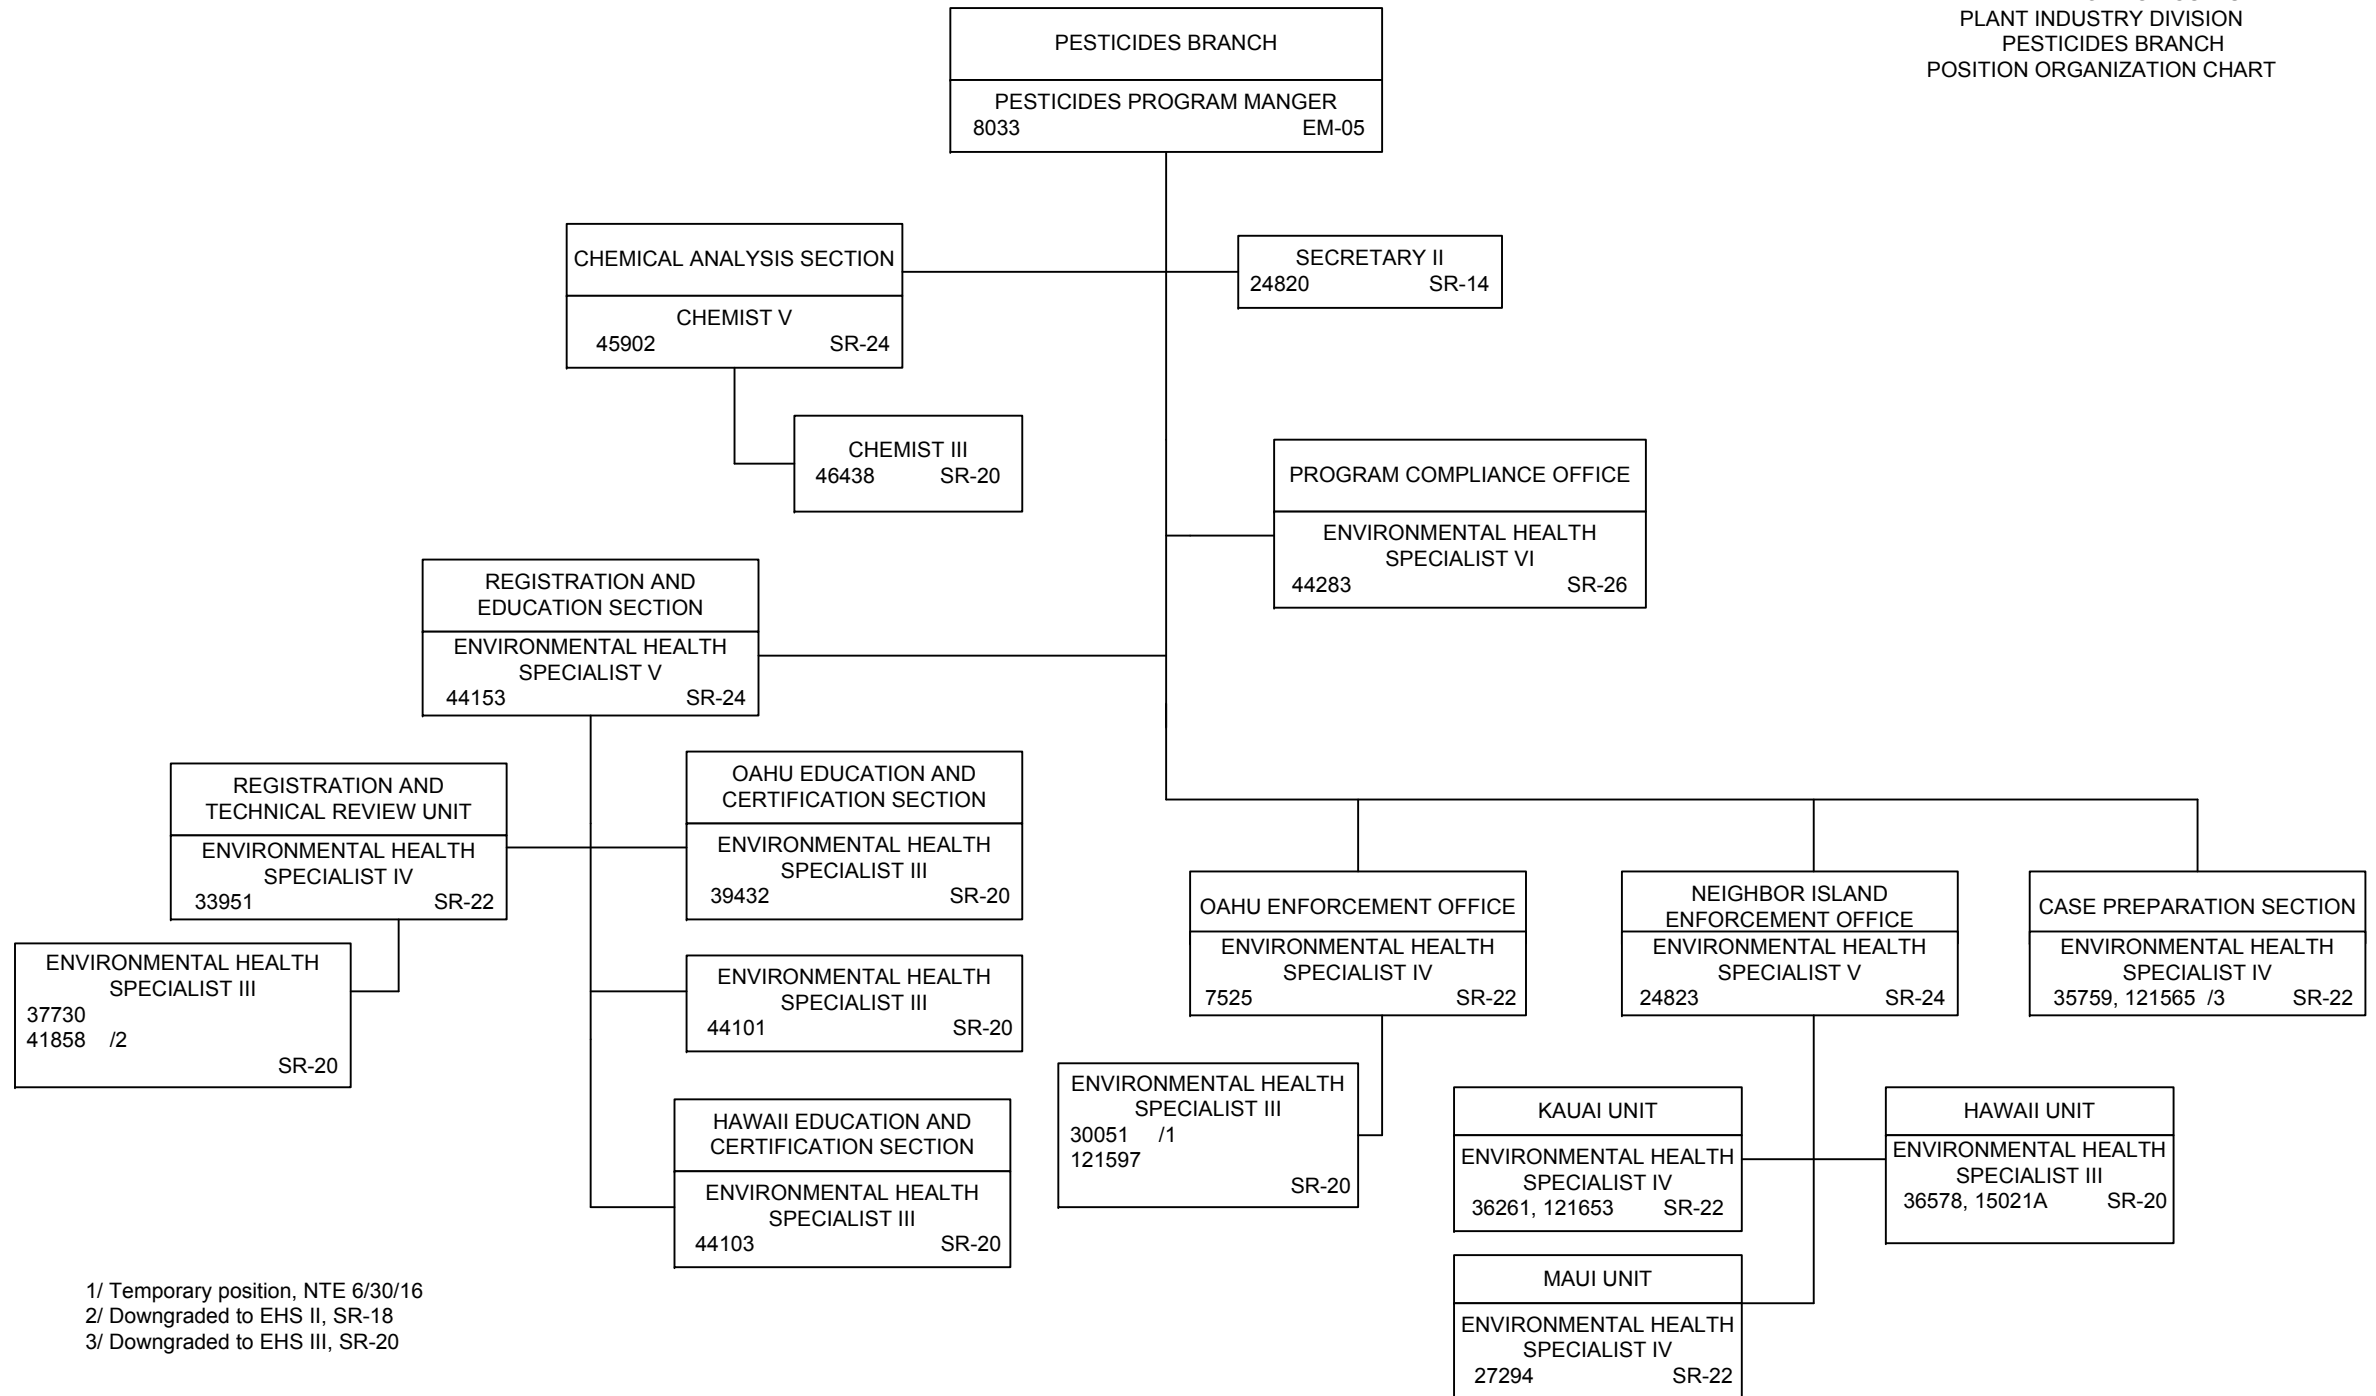 PLANT INDUSTRY DIVISION
PESTICIDES BRANCH
POSITION ORGANIZATION CHART
PESTICIDES BRANCH
PESTICIDES PROGRAM MANGER
8033 EM-05
CHEMICAL ANALYSIS SECTION
CHEMIST V
45902 SR-24
SECRETARY II
24820 SR-14
CHEMIST III
46438 SR-20
PROGRAM COMPLIANCE OFFICE
ENVIRONMENTAL HEALTH
SPECIALIST VI
44283 SR-26
REGISTRATION AND
EDUCATION SECTION
ENVIRONMENTAL HEALTH
SPECIALIST V
44153 SR-24
REGISTRATION AND
TECHNICAL REVIEW UNIT
ENVIRONMENTAL HEALTH
SPECIALIST IV
33951 SR-22
ENVIRONMENTAL HEALTH
SPECIALIST III
37730
41858 /2
SR-20
OAHU EDUCATION AND
CERTIFICATION SECTION
ENVIRONMENTAL HEALTH
SPECIALIST III
39432 SR-20
ENVIRONMENTAL HEALTH
SPECIALIST III
44101 SR-20
HAWAII EDUCATION AND
CERTIFICATION SECTION
ENVIRONMENTAL HEALTH
SPECIALIST III
44103 SR-20
OAHU ENFORCEMENT OFFICE
ENVIRONMENTAL HEALTH
SPECIALIST IV
7525 SR-22
ENVIRONMENTAL HEALTH
SPECIALIST III
30051 /1
121597
SR-20
NEIGHBOR ISLAND
ENFORCEMENT OFFICE
ENVIRONMENTAL HEALTH
SPECIALIST V
24823 SR-24
CASE PREPARATION SECTION
ENVIRONMENTAL HEALTH
SPECIALIST IV
35759, 121565 /3 SR-22
KAUAI UNIT
ENVIRONMENTAL HEALTH
SPECIALIST IV
36261, 121653 SR-22
HAWAII UNIT
ENVIRONMENTAL HEALTH
SPECIALIST III
36578, 15021A SR-20
MAUI UNIT
ENVIRONMENTAL HEALTH
SPECIALIST IV
27294 SR-22
1/ Temporary position, NTE 6/30/16
2/ Downgraded to EHS II, SR-18
3/ Downgraded to EHS III, SR-20